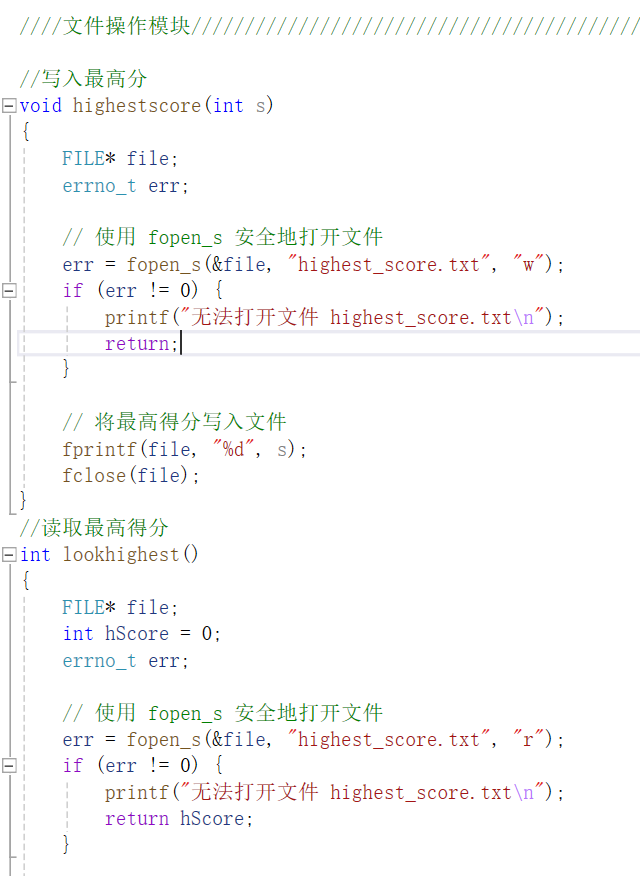 ////文件操作模块//////////////////////////////////////////
//写入最高分
void highestscore(int s)
{
FILE* file;
errno_t err;
// 使用 fopen_s 安全地打开文件
err = fopen_s(&file, "highest_score.txt", "w");
if (err != 0) {
printf("无法打开文件 highest_score.txt\n");
return;
}
// 将最高得分写入文件
fprintf(file, "%d", s);
fclose(file);
}
//读取最高得分
int lookhighest()
{
FILE* file;
int hScore = 0;
errno_t err;
// 使用 fopen_s 安全地打开文件
err = fopen_s(&file, "highest_score.txt", "r");
if (err != 0) {
printf("无法打开文件 highest_score.txt\n");
return hScore;
}